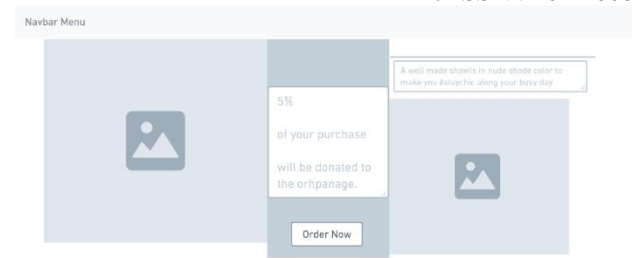 Navbar Menu
5%
of your purchase
will be donated to
the orhpanage.
Order Now
A well made shawls in nude shade color to
make you #staychic along your busy day